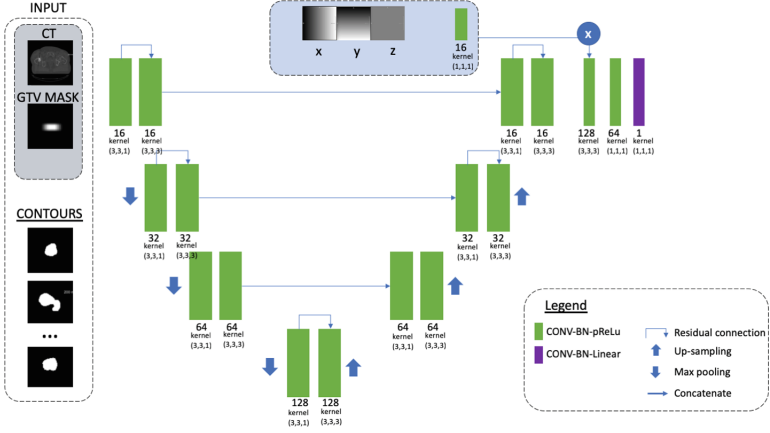 INPUT
CT
GTV MASK
CONTOURS
...
x y z
16
kernel
(1,1,1)
x
16 16
kernel kernel
(3,3,1) (3,3,3)
16 16
kernel kernel
(3,3,1) (3,3,3)
128 64 1
kernel kernel kernel
(3,3,3) (1,1,1) (1,1,1)
32 32
kernel kernel
(3,3,1) (3,3,3)
32 32
kernel kernel
(3,3,1) (3,3,3)
64 64
kernel kernel
(3,3,1) (3,3,3)
64 64
kernel kernel
(3,3,1) (3,3,3)
128 128
kernel kernel
(3,3,1) (3,3,3)
Legend
CONV-BN-pReLu
CONV-BN-Linear
Residual connection
Up-sampling
Max pooling
Concatenate